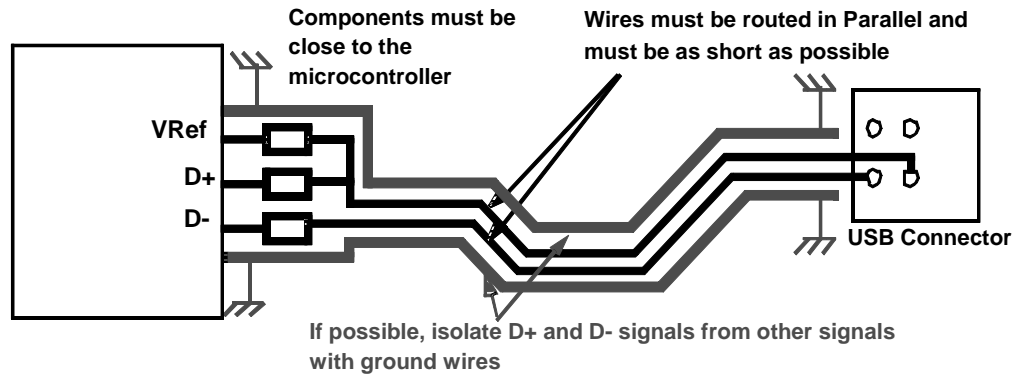 Components must be
close to the
microcontroller
Wires must be routed in Parallel and
must be as short as possible
VRef
D+
D-
USB Connector
If possible, isolate D+ and D- signals from other signals
with ground wires